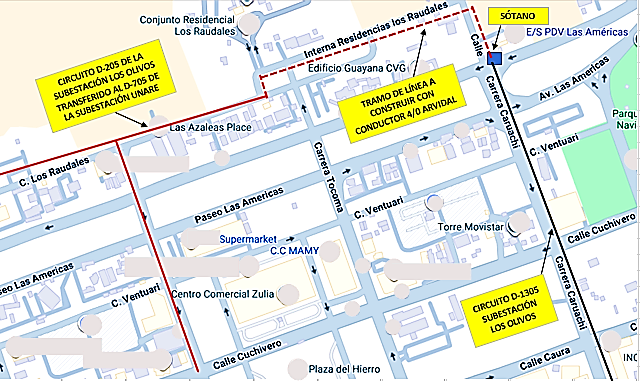 Conjunto Residencial
Los Raudales
Interna Residencias los Raudales
SÓTANO
E/S PDV Las Américas
Calle
CIRCUITO D-205 DE LA
SUBESTACIÓN LOS OLIVOS
TRANSFERIDO AL D-705 DE
LA SUBESTACIÓN UNARE
Edificio Guayana CVG
TRAMO DE LÍNEA A
CONSTRUIR CON
CONDUCTOR 4/0 ARVIDAL
Carrera Caruachi
Av. Las Americas
Parque
Navi
Las Azaleas Place
C. Los Raudales
Carrera Tocoma
C. Ventuari
Paseo Las Americas
C. Ventuari
Supermarket
C.C MAMY
Torre Movistar
Calle Cuchivero
Paseo Las Americas
C. Ventuari
Centro Comercial Zulia
CIRCUITO D-1305
SUBESTACIÓN
LOS OLIVOS
Carrera Caruachi
Calle Cuchivero
Plaza del Hierro
Calle Caura
INC